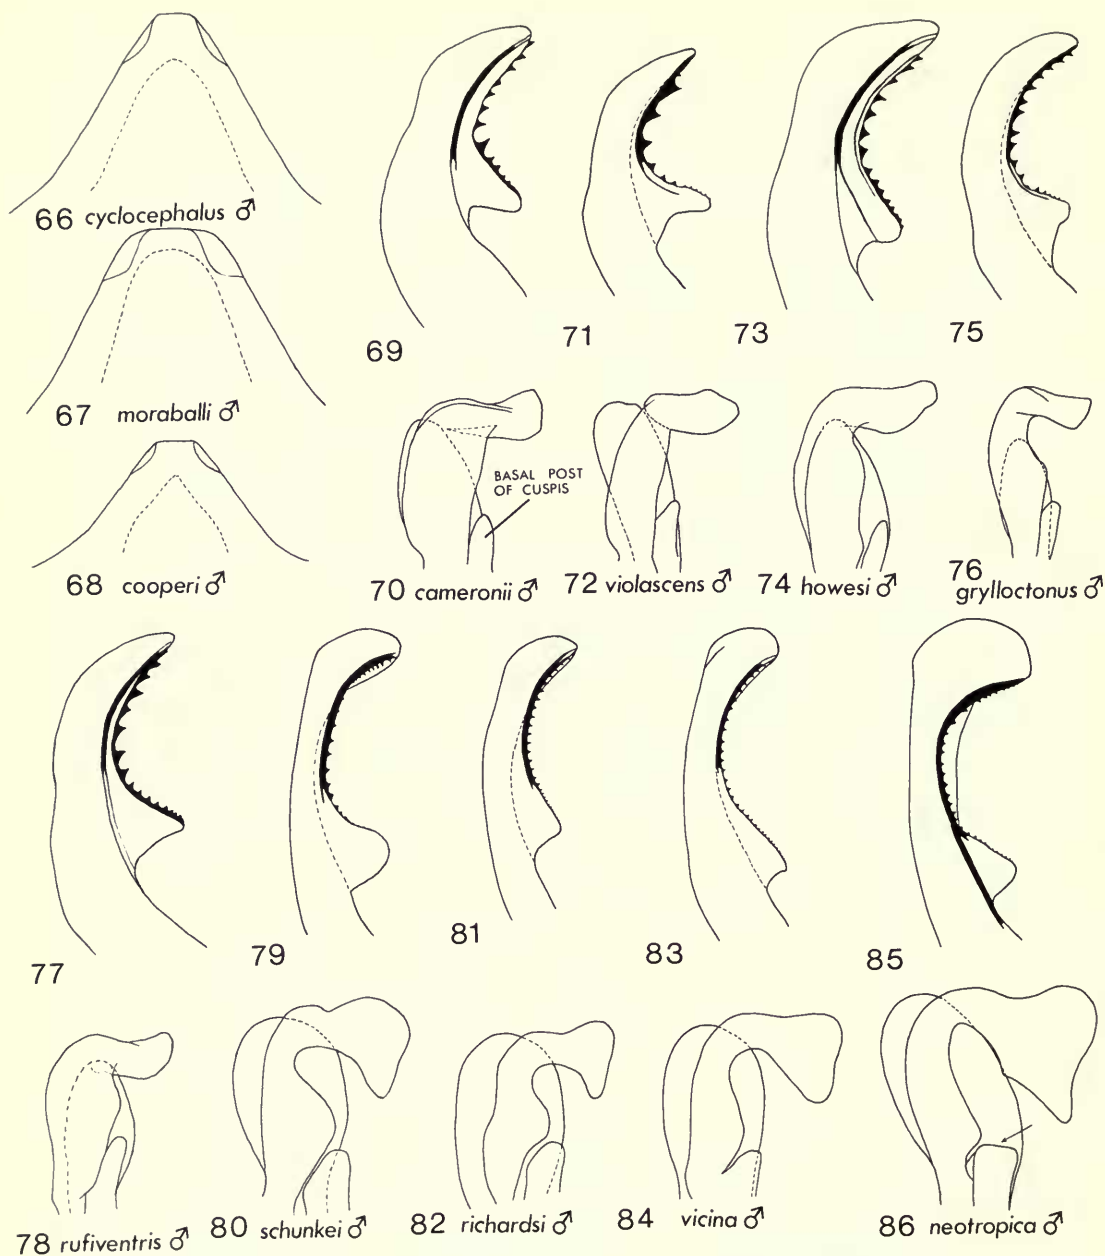 66 cyclocephalus ♂
67 moraballi ♂
68 cooperi ♂
69
71
73
75
BASAL POST
OF CUSPIS
70 cameronii ♂
72 violascens ♂
74 howesi ♂
76
grylloctonus ♂
77
79
81
83
85
78 rufiventris ♂
80 schunkei ♂
82 richardsi ♂
84 vicina ♂
86 neotropica ♂